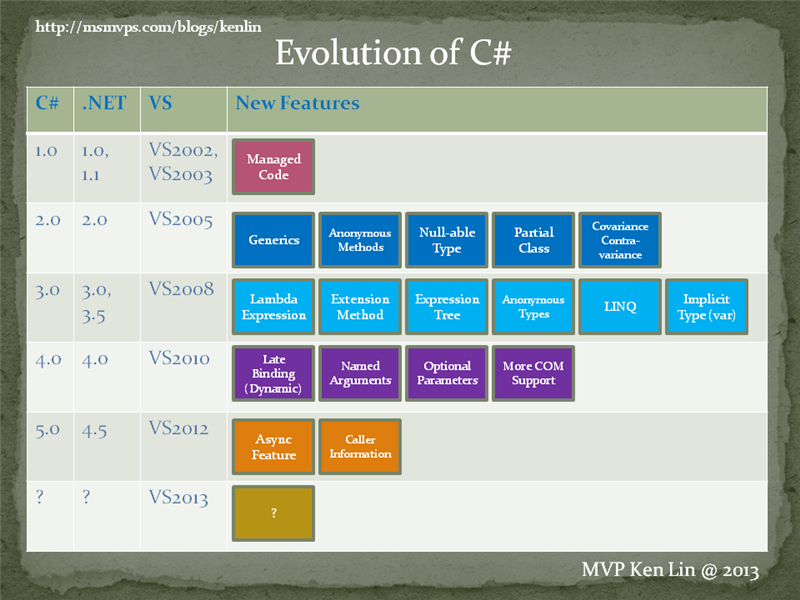 http://msmvps.com/blogs/kenlin
Evolution of C#
C# .NET VS New Features
1.0 1.0, VS2002,
1.1 VS2003
Managed
Code
2.0 2.0 VS2005
Generics
Anonymous
Methods
Null-able
Type
Partial
Class
Covariance
Contra-
variance
3.0 3.0, VS2008
3.5
Lambda
Expression
Extension
Method
Expression
Tree
Anonymous
Types
LINQ
Implicit
Type (var)
4.0 4.0 VS2010
Late
Binding
(Dynamic)
Named
Arguments
Optional
Parameters
More COM
Support
5.0 4.5 VS2012
Async
Feature
Caller
Information
? ? VS2013
?
MVP Ken Lin @ 2013